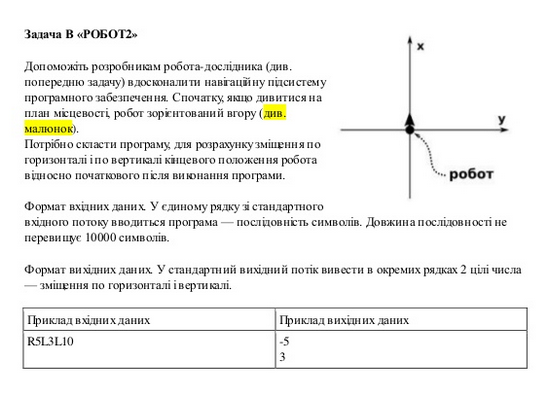 Задача В «РОБОТ2»
Допоможіть розробникам робота-дослідника (див.
попередню задачу) вдосконалити навігаційну підсистему
програмного забезпечення. Спочатку, якщо дивитися на
план місцевості, робот зорієнтований вгору (див.
малюнок).
Потрібно скласти програму, для розрахунку зміщення по
горизонталі і по вертикалі кінцевого положення робота
відносно початкового після виконання програми.
x
y
робот
Формат вхідних даних. У єдиному рядку зі стандартного
вхідного потоку вводиться програма — послідовність символів. Довжина послідовності не
перевищує 10000 символів.
Формат вихідних даних. У стандартний вихідний потік вивести в окремих рядках 2 цілі числа
— зміщення по горизонталі і вертикалі.
Приклад вхідних даних Приклад вихідних даних
R5L3L10 -5
3